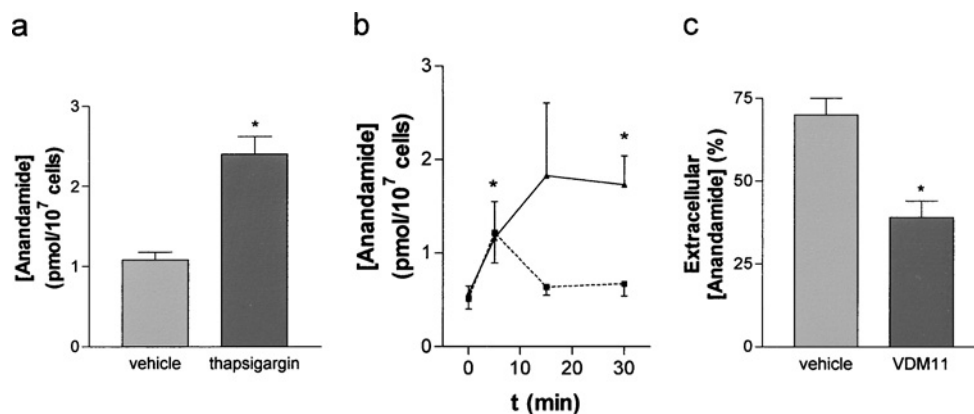 a
[Anandamide]
(pmol/10⁷ cells)
3
2
1
0
*
vehicle
thapsigargin
b
[Anandamide]
(pmol/10⁷ cells)
3
2
1
0
*
*
0
10
20
30
t (min)
c
Extracellular
[Anandamide] (%)
75
50
25
0
*
vehicle
VDM11